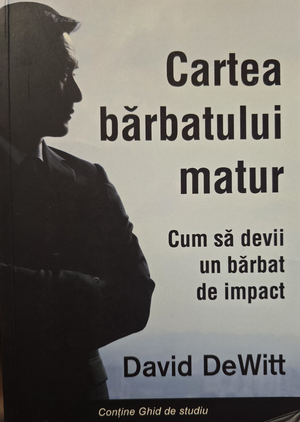 Cartea
bărbatului
matur
Cum să devii
un bărbat
de impact
David DeWitt
Conține Ghid de studiu